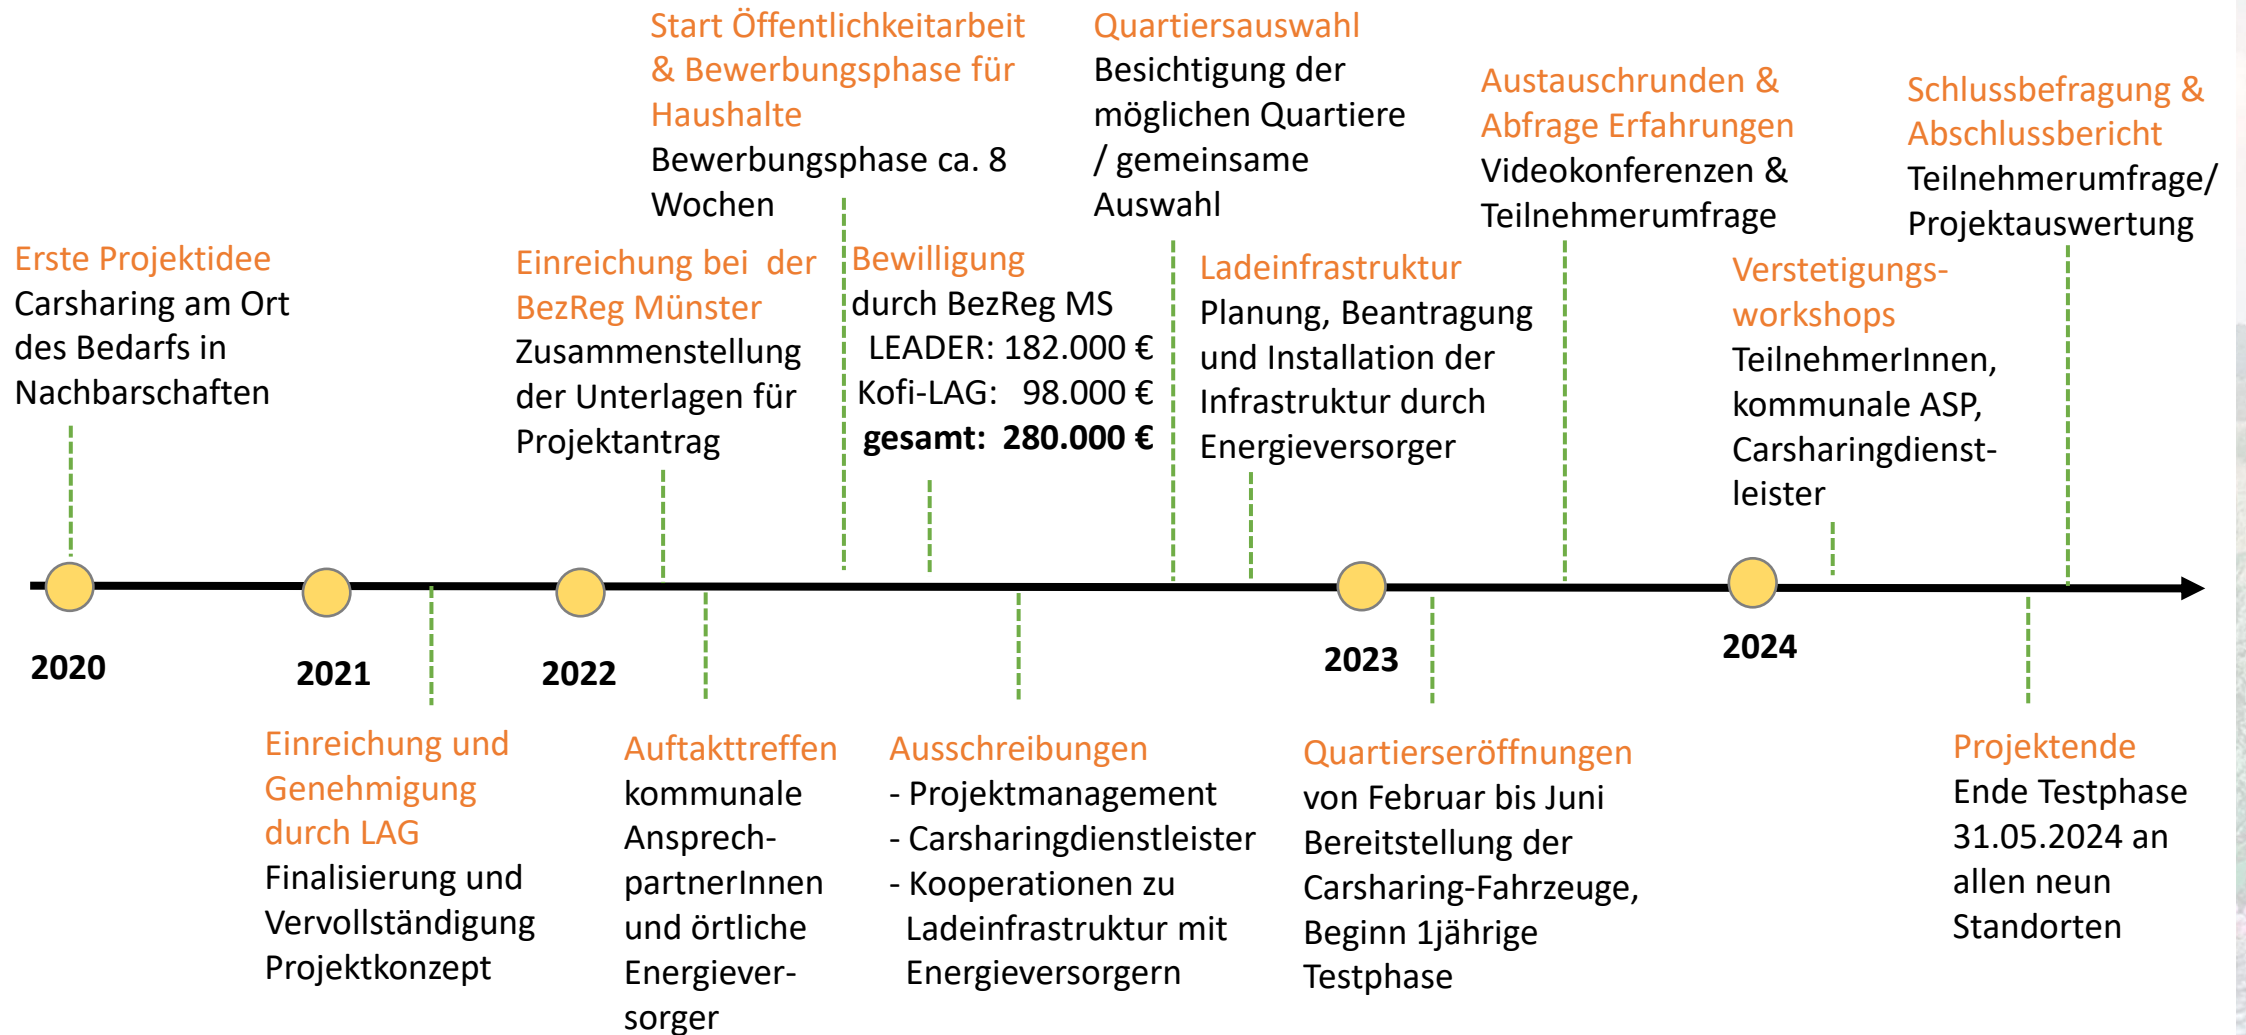 Start Öffentlichkeitarbeit
& Bewerbungsphase für
Haushalte
Bewerbungsphase ca. 8
Wochen
Quartiersauswahl
Besichtigung der
möglichen Quartiere
/ gemeinsame
Auswahl
Austauschrunden &
Abfrage Erfahrungen
Videokonferenzen &
Teilnehmerumfrage
Schlussbefragung &
Abschlussbericht
Teilnehmerumfrage/
Projektauswertung
Erste Projektidee
Carsharing am Ort
des Bedarfs in
Nachbarschaften
Einreichung bei der
BezReg Münster
Zusammenstellung
der Unterlagen für
Projektantrag
Bewilligung
durch BezReg MS
LEADER: 182.000 €
Kofi-LAG: 98.000 €
gesamt: 280.000 €
Ladeinfrastruktur
Planung, Beantragung
und Installation der
Infrastruktur durch
Energieversorger
Verstetigungs-
workshops
TeilnehmerInnen,
kommunale ASP,
Carsharingdienst-
leister
2020
2021
2022
2023
2024
Einreichung und
Genehmigung
durch LAG
Finalisierung und
Vervollständigung
Projektkonzept
Auftakttreffen
kommunale
Ansprech-
partnerInnen
und örtliche
Energiever-
sorger
Ausschreibungen
- Projektmanagement
- Carsharingdienstleister
- Kooperationen zu
Ladeinfrastruktur mit
Energieversorgern
Quartierseröffnungen
von Februar bis Juni
Bereitstellung der
Carsharing-Fahrzeuge,
Beginn 1jährige
Testphase
Projektende
Ende Testphase
31.05.2024 an
allen neun
Standorten